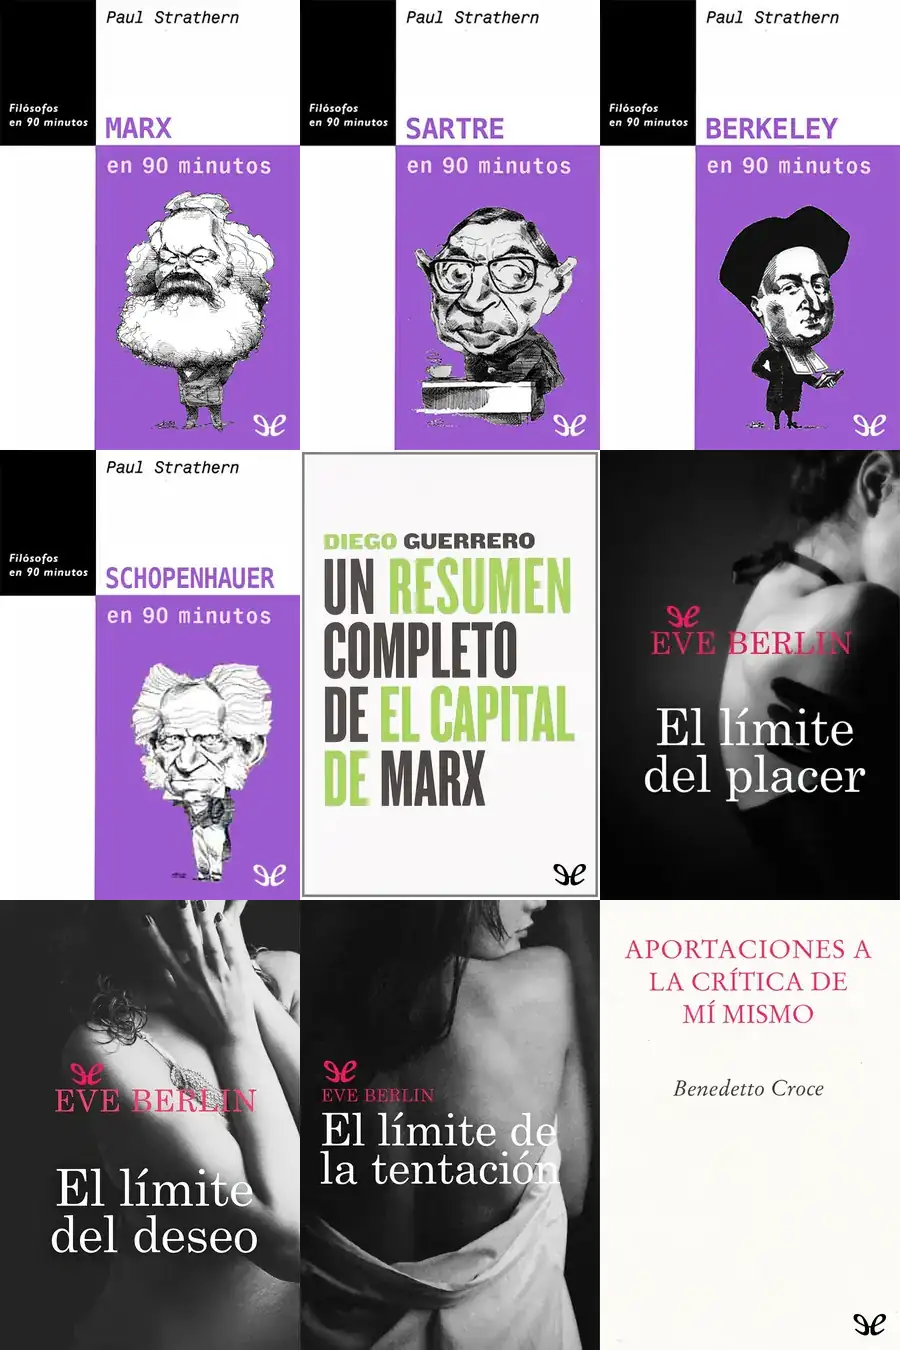 Paul Strathern
Filósofos
en 90 minutos
MARX
en 90 minutos
Paul Strathern
Filósofos
en 90 minutos
SARTRE
en 90 minutos
Paul Strathern
Filósofos
en 90 minutos
BERKELEY
en 90 minutos
Paul Strathern
Filósofos
en 90 minutos
SCHOPENHAUER
en 90 minutos
DIEGO GUERRERO
UN RESUMEN
COMPLETO
DE EL CAPITAL
DE MARX
EVE BERLIN
El límite
del placer
EVE BERLIN
El límite
del deseo
EVE BERLIN
El límite de
la tentación
APORTACIONES A
LA CRÍTICA DE
MÍ MISMO
Benedetto Croce